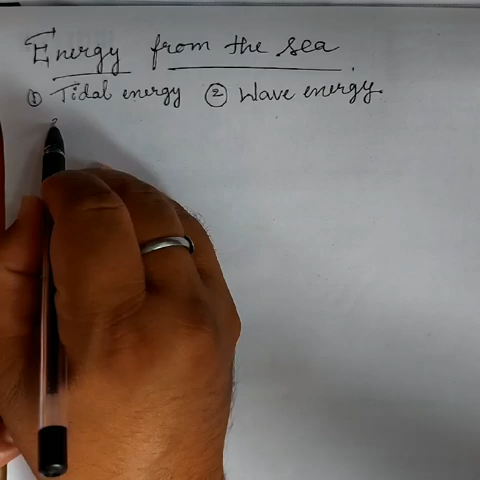 Energy from the sea
① Tidal energy ② Wave energy.